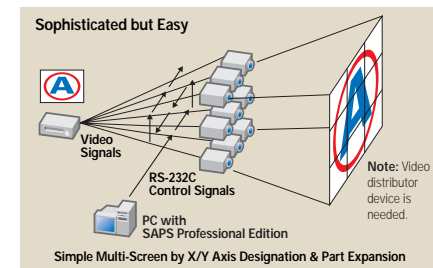 Sophisticated but Easy
A
A
Video
Signals
RS-232C
Control Signals
PC with
SAPS Professional Edition
Note: Video
distributor
device is
needed.
Simple Multi-Screen by X/Y Axis Designation & Part Expansion